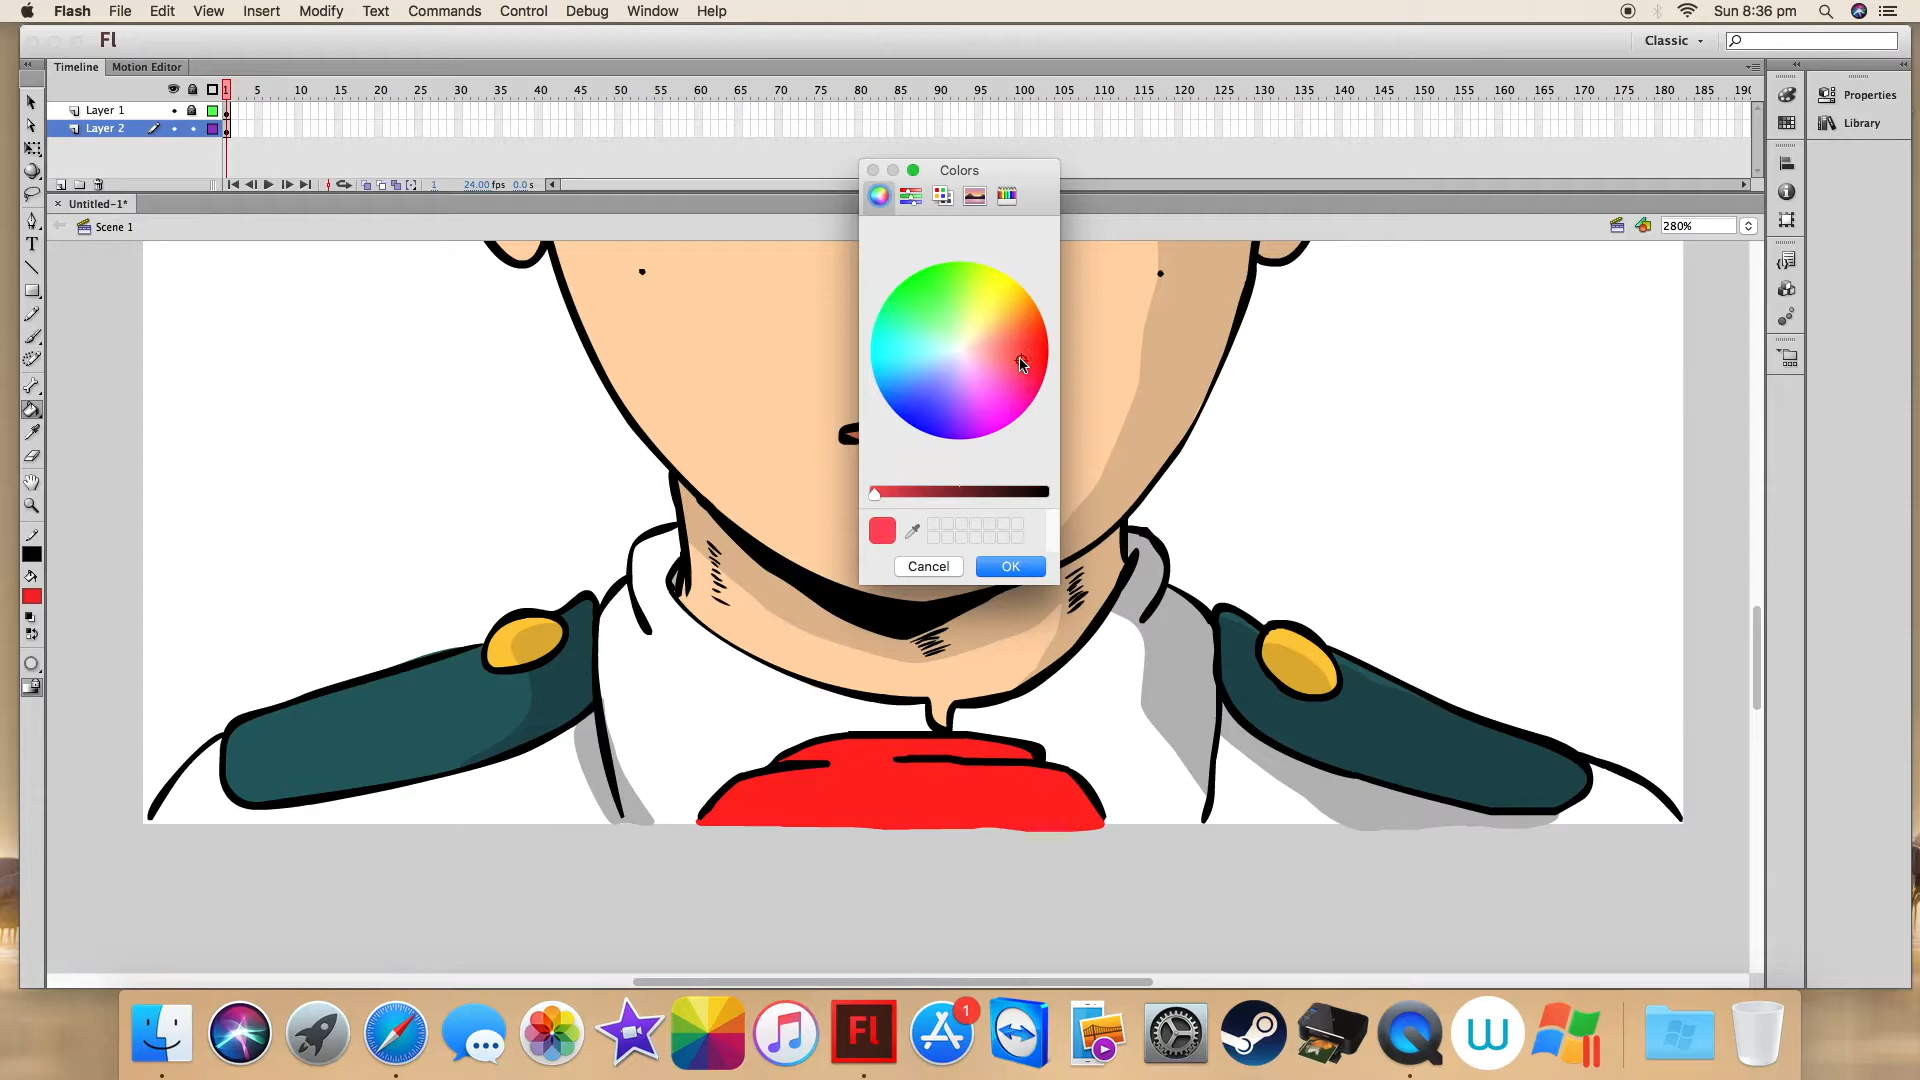 Flash File Edit View Insert Modify Text Commands Control Debug Window Help Sun 8:36 pm
Fl Classic
Timeline Motion Editor
1 5 10 15 20 25 30 35 40 45 50 55 60 65 70 75 80 85 90 95 100 105 110 115 120 125 130 135 140 145 150 155 160 165 170 175 180 185 190
Properties
Layer 1
Library
Layer 2
Colors
1 24.00 fps 0.0 s
Untitled-1*
Scene 1 280%
T
Cancel OK
1
Fl
W